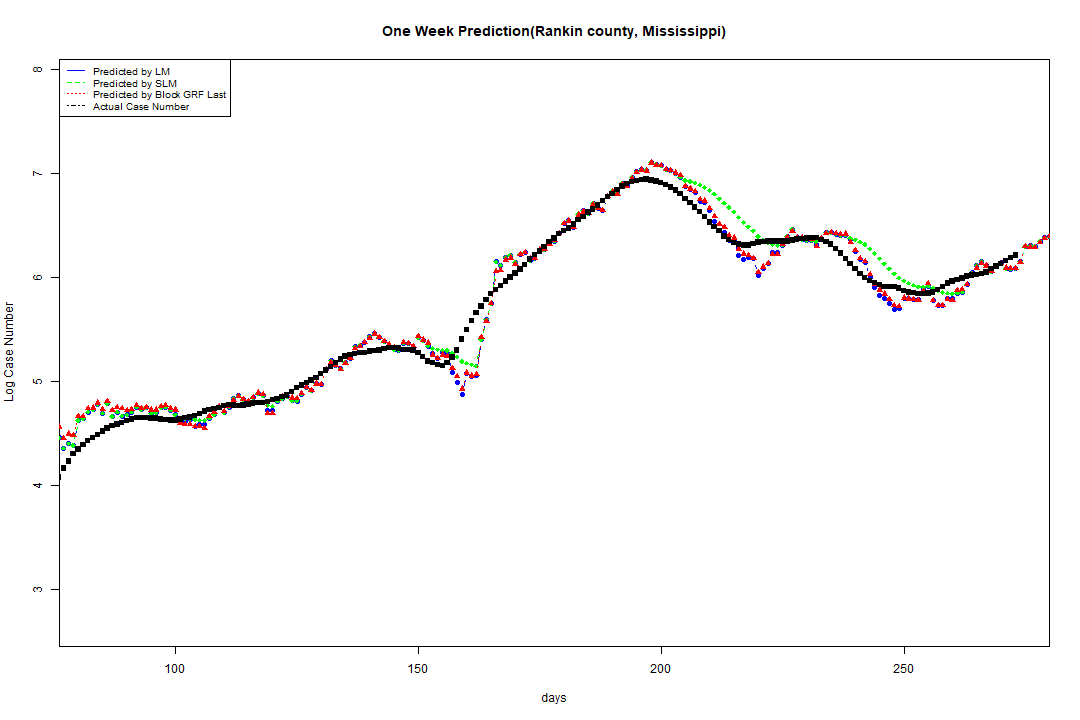 One Week Prediction(Rankin county, Mississippi)
Predicted by LM
Predicted by SLM
Predicted by Block GRF Last
Actual Case Number
8
7
6
5
4
3
Log Case Number
100
150
200
250
days